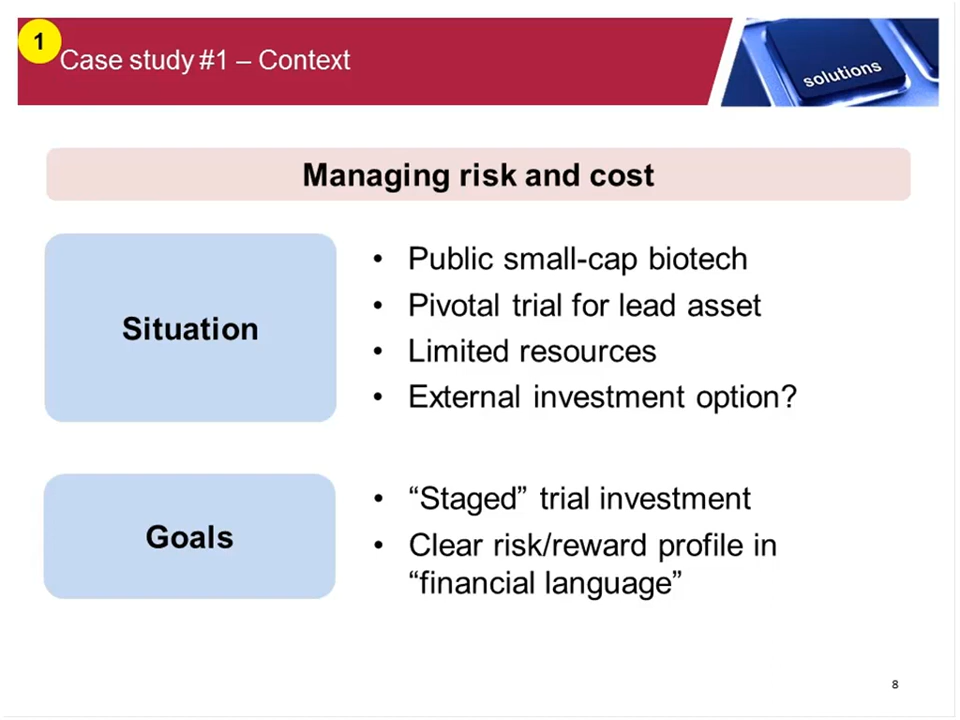 1
Case study #1 – Context
solutions
Managing risk and cost
Situation
• Public small-cap biotech
• Pivotal trial for lead asset
• Limited resources
• External investment option?
Goals
• “Staged” trial investment
• Clear risk/reward profile in
“financial language”
8